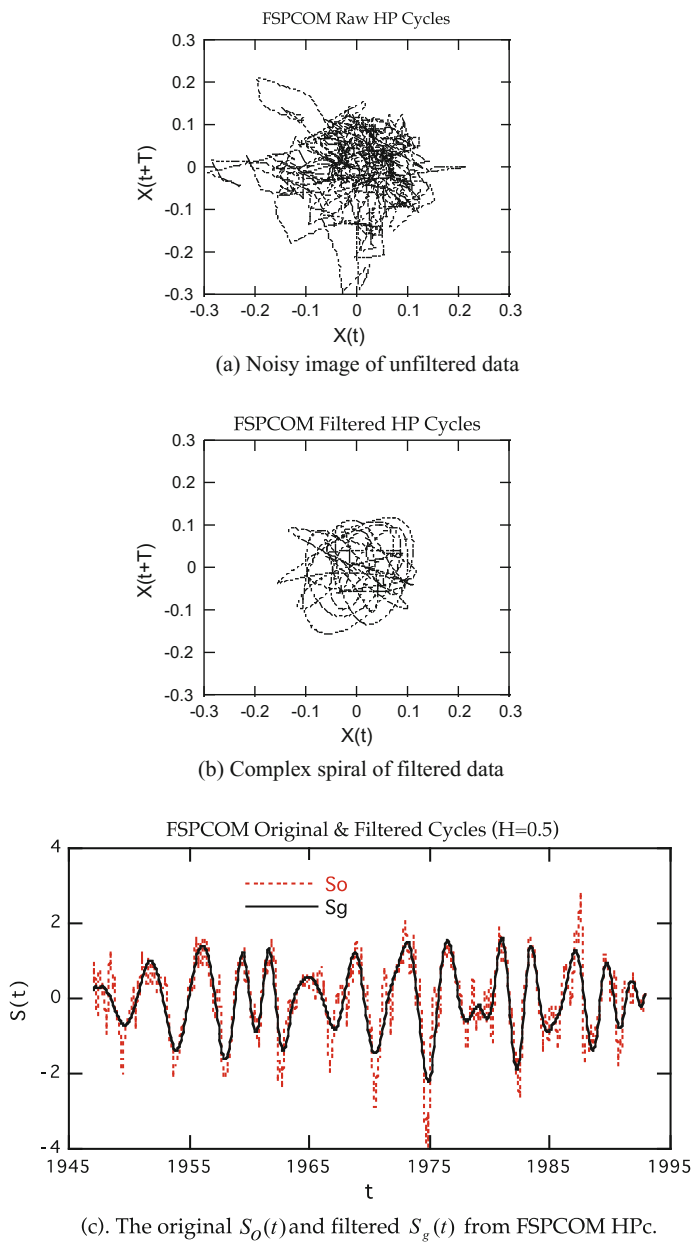 FSPCOM Raw HP Cycles
0.3
0.2
0.1
0
-0.1
-0.2
-0.3
X(t+T)
-0.3 -0.2 -0.1 0 0.1 0.2 0.3
X(t)
(a) Noisy image of unfiltered data
FSPCOM Filtered HP Cycles
0.3
0.2
0.1
0
-0.1
-0.2
-0.3
X(t+T)
-0.3 -0.2 -0.1 0 0.1 0.2 0.3
X(t)
(b) Complex spiral of filtered data
FSPCOM Original & Filtered Cycles (H=0.5)
4
2
0
-2
-4
S(t)
So
Sg
1945 1955 1965 1975 1985 1995
t
(c). The original S_O(t) and filtered S_g(t) from FSPCOM HPc.